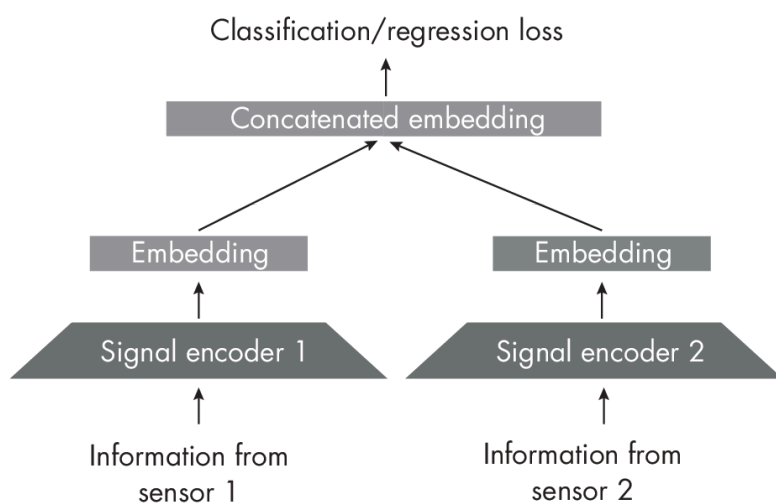 Classification/regression loss
Concatenated embedding
Embedding
Embedding
Signal encoder 1
Signal encoder 2
Information from
sensor 1
Information from
sensor 2